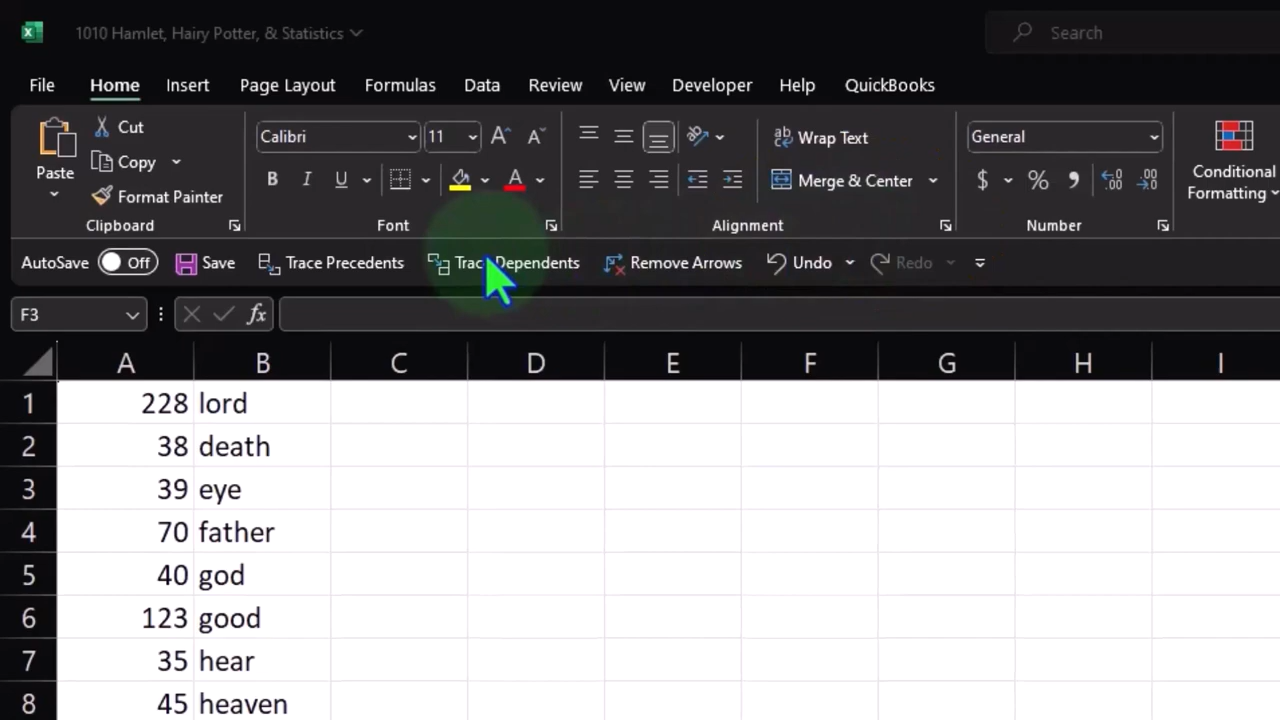 1010 Hamlet, Hairy Potter, & Statistics
Search
File Home Insert Page Layout Formulas Data Review View Developer Help QuickBooks
Paste
Cut
Copy
Format Painter
Clipboard
Calibri 11
B I U
Font
Wrap Text
Merge & Center
Alignment
General
$ %
Number
Conditional
Formatting
AutoSave Off Save Trace Precedents Trace Dependents Remove Arrows Undo Redo
F3 fx
A B C D E F G H I
1 228 lord
2 38 death
3 39 eye
4 70 father
5 40 god
6 123 good
7 35 hear
8 45 heaven